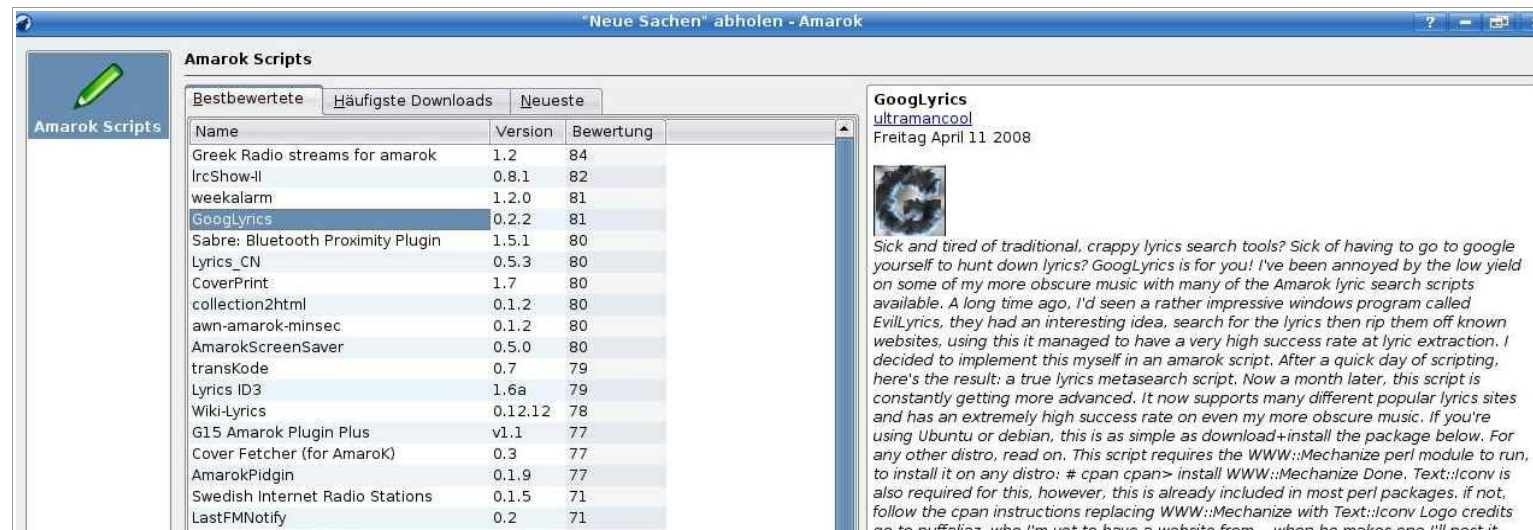 "Neue Sachen" abholen - Amarok
Amarok Scripts
Amarok Scripts
Bestbewertete Häufigste Downloads Neueste
Name Version Bewertung
Greek Radio streams for amarok 1.2 84
lrcShow-II 0.8.1 82
weekalarm 1.2.0 81
GoogLyrics 0.2.2 81
Sabre: Bluetooth Proximity Plugin 1.5.1 80
Lyrics_CN 0.5.3 80
CoverPrint 1.7 80
collection2html 0.1.2 80
awn-amarok-minsec 0.1.2 80
AmarokScreenSaver 0.5.0 80
transKode 0.7 79
Lyrics ID3 1.6a 79
Wiki-Lyrics 0.12.12 78
G15 Amarok Plugin Plus v1.1 77
Cover Fetcher (for AmaroK) 0.3 77
AmarokPidgin 0.1.9 77
Swedish Internet Radio Stations 0.1.5 71
LastFMNotify 0.2 71
GoogLyrics
ultramancool
Freitag April 11 2008
G
Sick and tired of traditional, crappy lyrics search tools? Sick of having to go to google
yourself to hunt down lyrics? GoogLyrics is for you! I've been annoyed by the low yield
on some of my more obscure music with many of the Amarok lyric search scripts
available. A long time ago, I'd seen a rather impressive windows program called
EvilLyrics, they had an interesting idea, search for the lyrics then rip them off known
websites, using this it managed to have a very high success rate at lyric extraction. I
decided to implement this myself in an amarok script. After a quick day of scripting,
here's the result: a true lyrics metasearch script. Now a month later, this script is
constantly getting more advanced. It now supports many different popular lyrics sites
and has an extremely high success rate on even my more obscure music. If you're
using Ubuntu or debian, this is as simple as download+install the package below. For
any other distro, read on. This script requires the WWW::Mechanize perl module to run,
to install it on any distro: # cpan cpan> install WWW::Mechanize Done. Text::Iconv is
also required for this, however, this is already included in most perl packages. if not,
follow the cpan instructions replacing WWW::Mechanize with Text::Iconv Logo credits